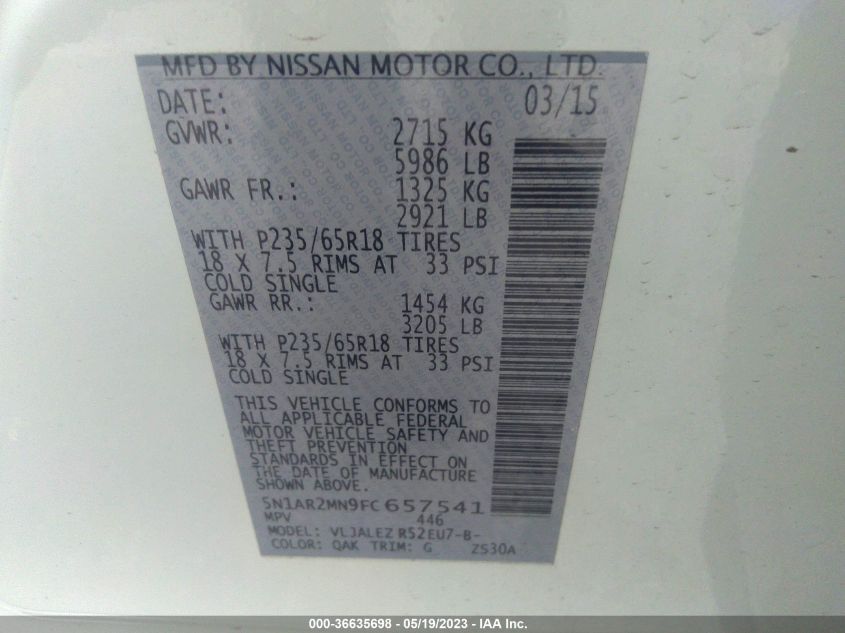 MFD BY NISSAN MOTOR CO., LTD.
DATE: 03/15
GVWR: 2715 KG
5986 LB
GAWR FR.: 1325 KG
2921 LB
WITH P235/65R18 TIRES
18 X 7.5 RIMS AT 33 PSI
COLD SINGLE
GAWR RR.: 1454 KG
3205 LB
WITH P235/65R18 TIRES
18 X 7.5 RIMS AT 33 PSI
COLD SINGLE
THIS VEHICLE CONFORMS TO
ALL APPLICABLE FEDERAL
MOTOR VEHICLE SAFETY AND
THEFT PREVENTION
STANDARDS IN EFFECT ON
THE DATE OF MANUFACTURE
SHOWN ABOVE.
5N1AR2MN9FC657541
MPV 446
MODEL: VLJALEZ R52EU7-B-
COLOR: QAK TRIM: G ZS30A
000-36635698 - 05/19/2023 - IAA Inc.